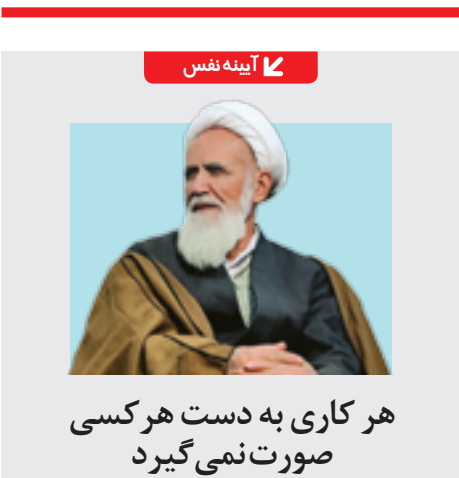 آیینه نفس
هر کاری به دست هر کسی
صورت نمی‌گیرد